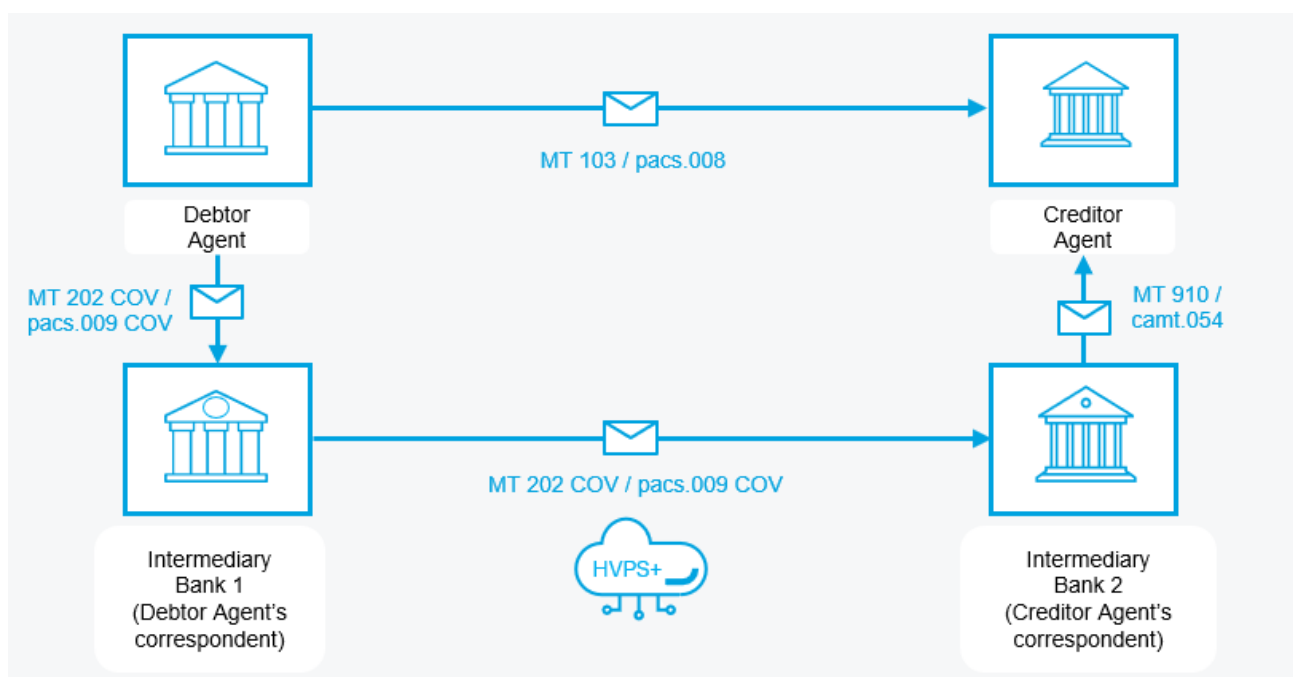 MT 103 / pacs.008
Debtor
Agent
Creditor
Agent
MT 202 COV /
pacs.009 COV
MT 910 /
camt.054
MT 202 COV / pacs.009 COV
HVPS+
Intermediary
Bank 1
(Debtor Agent's
correspondent)
Intermediary
Bank 2
(Creditor Agent's
correspondent)